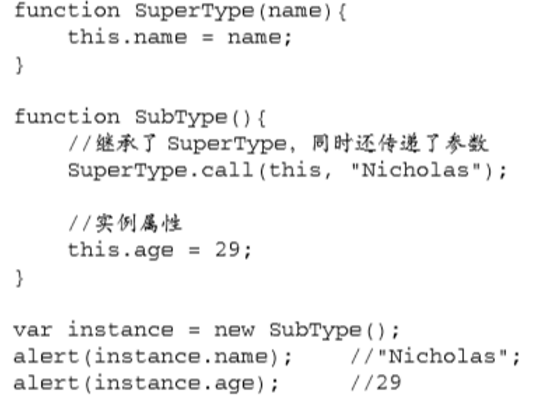 function SuperType(name){
    this.name = name;
}

function SubType(){
    //继承了 SuperType，同时还传递了参数
    SuperType.call(this, "Nicholas");

    //实例属性
    this.age = 29;
}

var instance = new SubType();
alert(instance.name);    //"Nicholas";
alert(instance.age);     //29